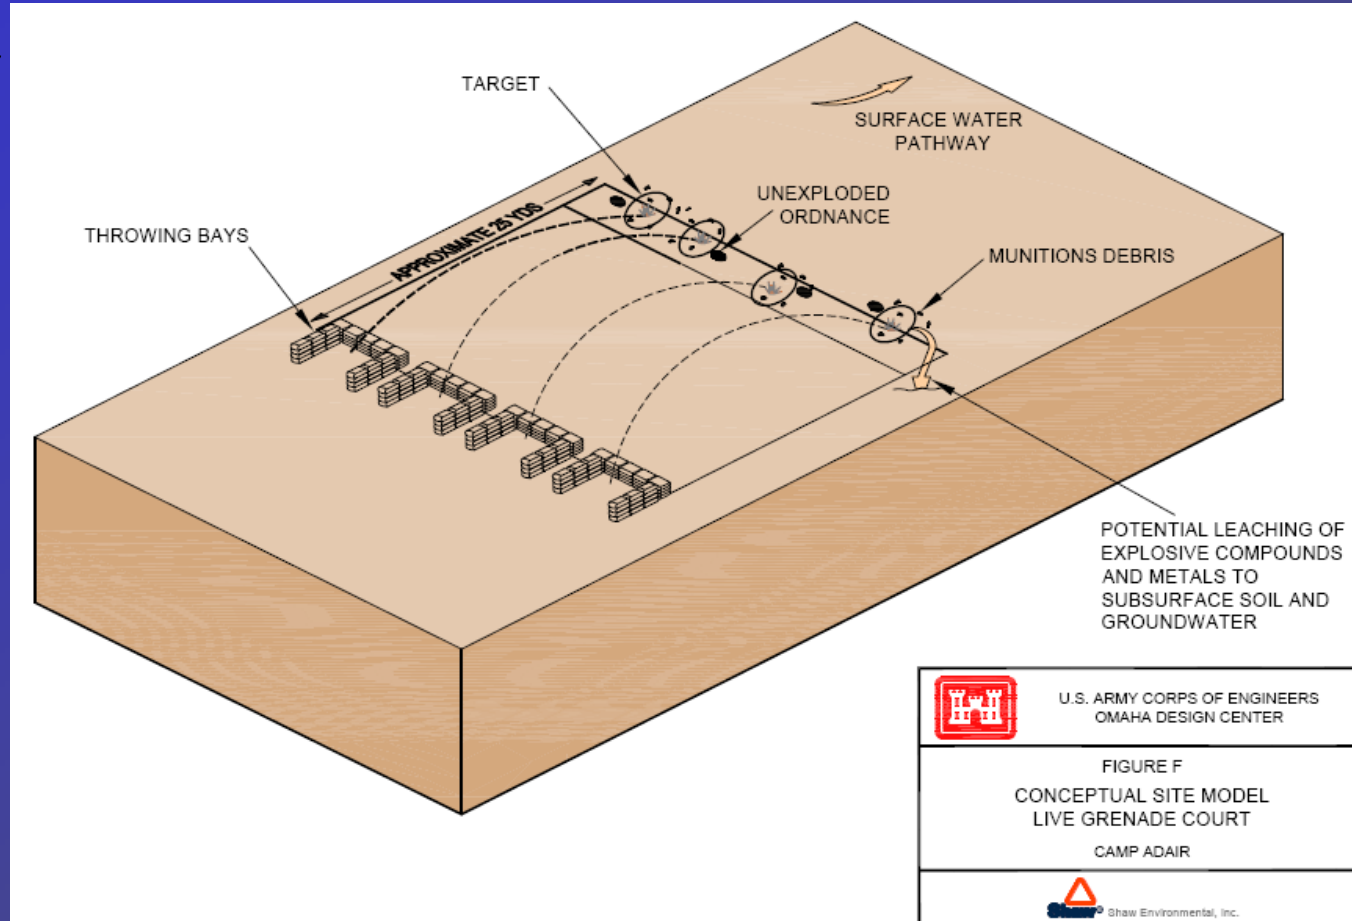 TARGET
SURFACE WATER
PATHWAY
UNEXPLODED
ORDNANCE
THROWING BAYS
APPROXIMATE 25 YDS
MUNITIONS DEBRIS
POTENTIAL LEACHING OF
EXPLOSIVE COMPOUNDS
AND METALS TO
SUBSURFACE SOIL AND
GROUNDWATER
U.S. ARMY CORPS OF ENGINEERS
OMAHA DESIGN CENTER
FIGURE F
CONCEPTUAL SITE MODEL
LIVE GRENADE COURT
CAMP ADAIR
Shaw® Shaw Environmental, Inc.